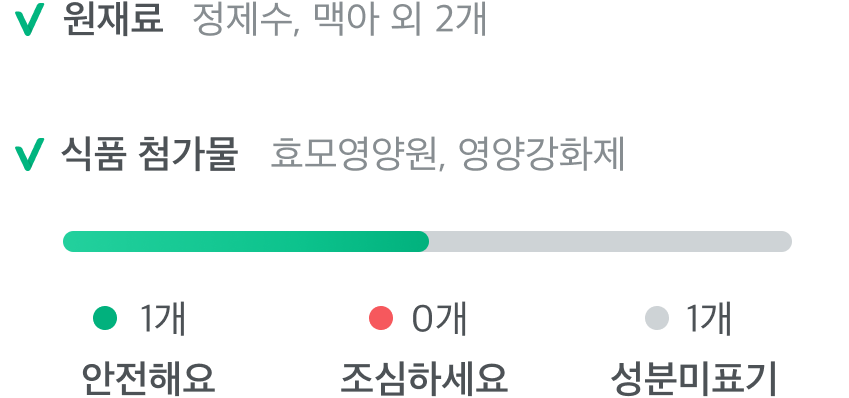 원재료 정제수, 맥아 외 2개
식품 첨가물 효모영양원, 영양강화제
1개 0개 1개
안전해요 조심하세요 성분미표기